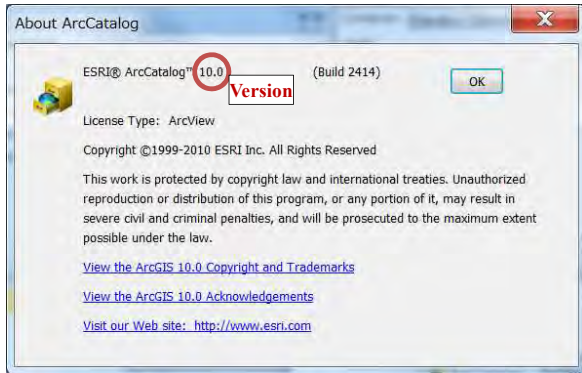 About ArcCatalog
X
ESRI® ArcCatalog™ 10.0 (Build 2414)
Version
OK
License Type: ArcView
Copyright ©1999-2010 ESRI Inc. All Rights Reserved
This work is protected by copyright law and international treaties. Unauthorized
reproduction or distribution of this program, or any portion of it, may result in
severe civil and criminal penalties, and will be prosecuted to the maximum extent
possible under the law.
View the ArcGIS 10.0 Copyright and Trademarks
View the ArcGIS 10.0 Acknowledgements
Visit our Web site: http://www.esri.com